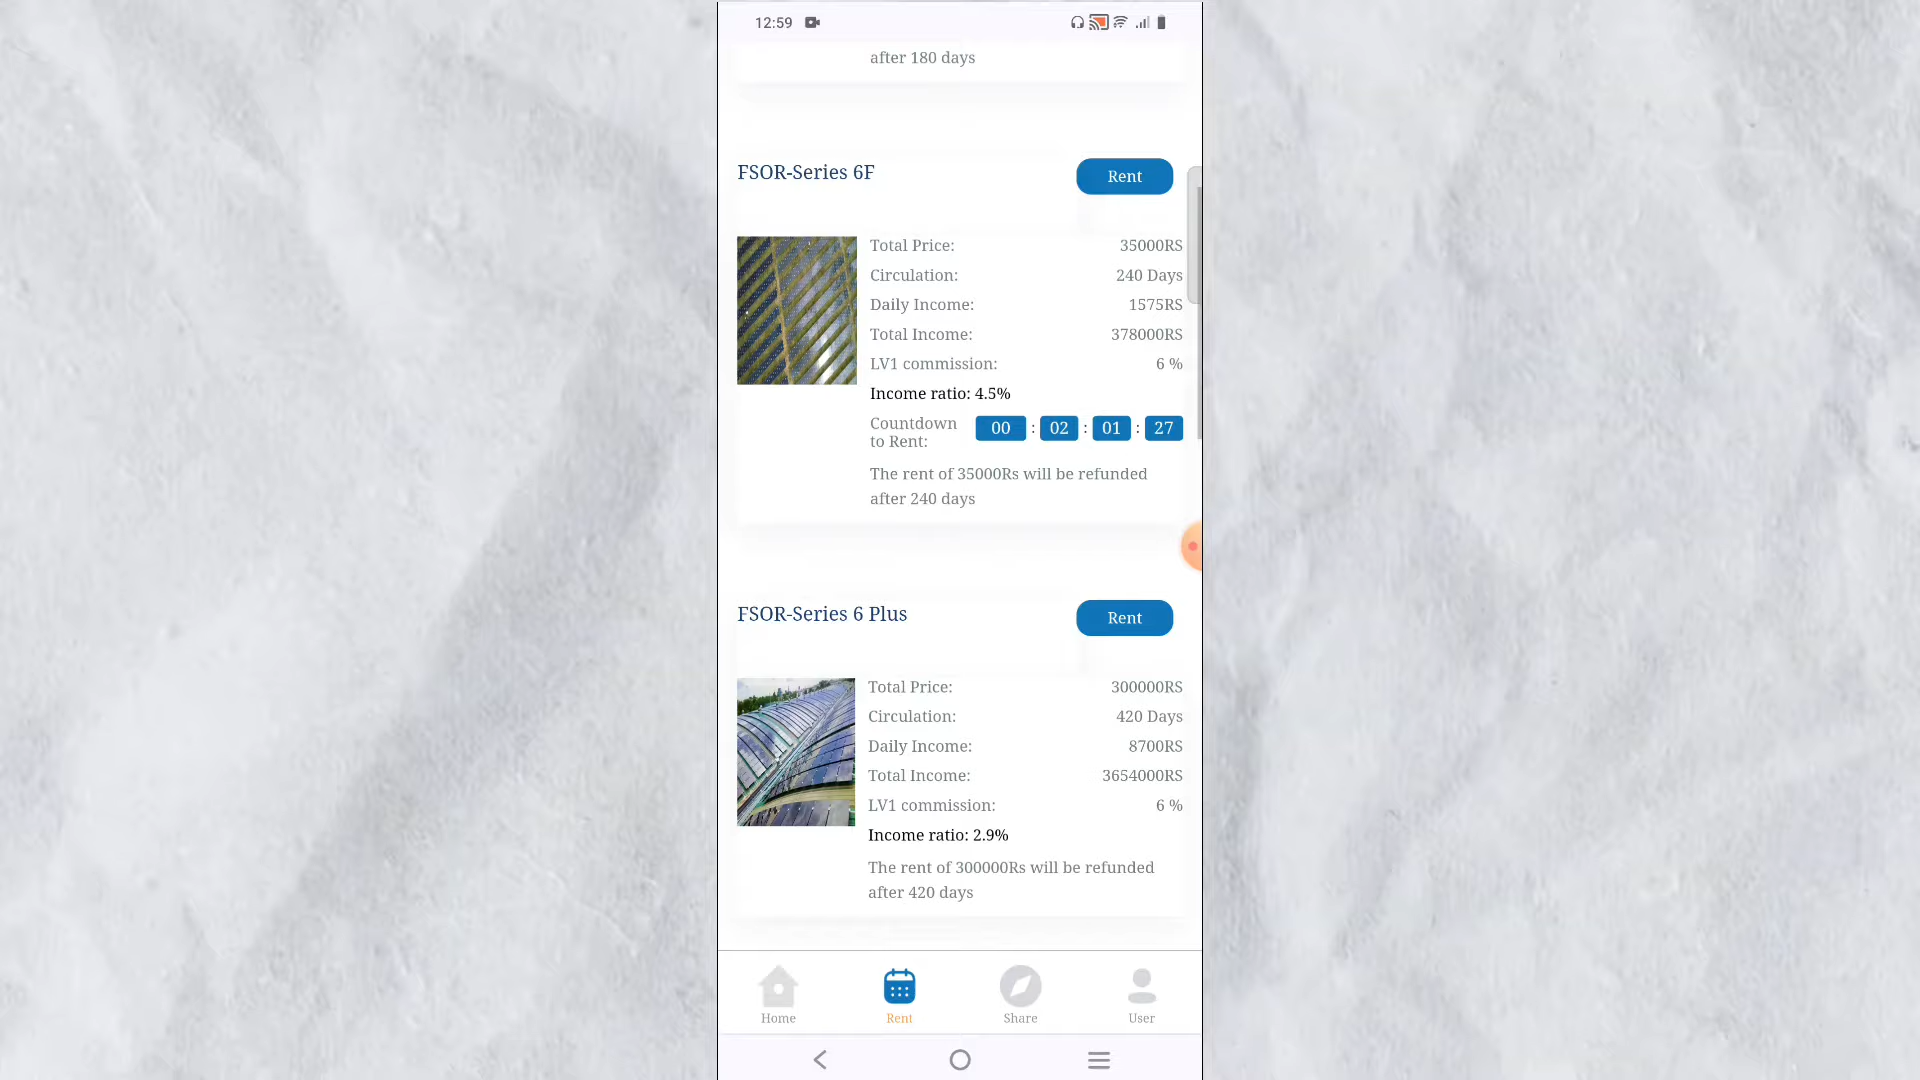 12:59
after 180 days
FSOR-Series 6F
Rent
Total Price: 35000RS
Circulation: 240 Days
Daily Income: 1575RS
Total Income: 378000RS
LV1 commission: 6 %
Income ratio: 4.5%
Countdown
to Rent: 00 : 02 : 01 : 27
The rent of 35000Rs will be refunded
after 240 days
FSOR-Series 6 Plus
Rent
Total Price: 300000RS
Circulation: 420 Days
Daily Income: 8700RS
Total Income: 3654000RS
LV1 commission: 6 %
Income ratio: 2.9%
The rent of 300000Rs will be refunded
after 420 days
Home Rent Share User